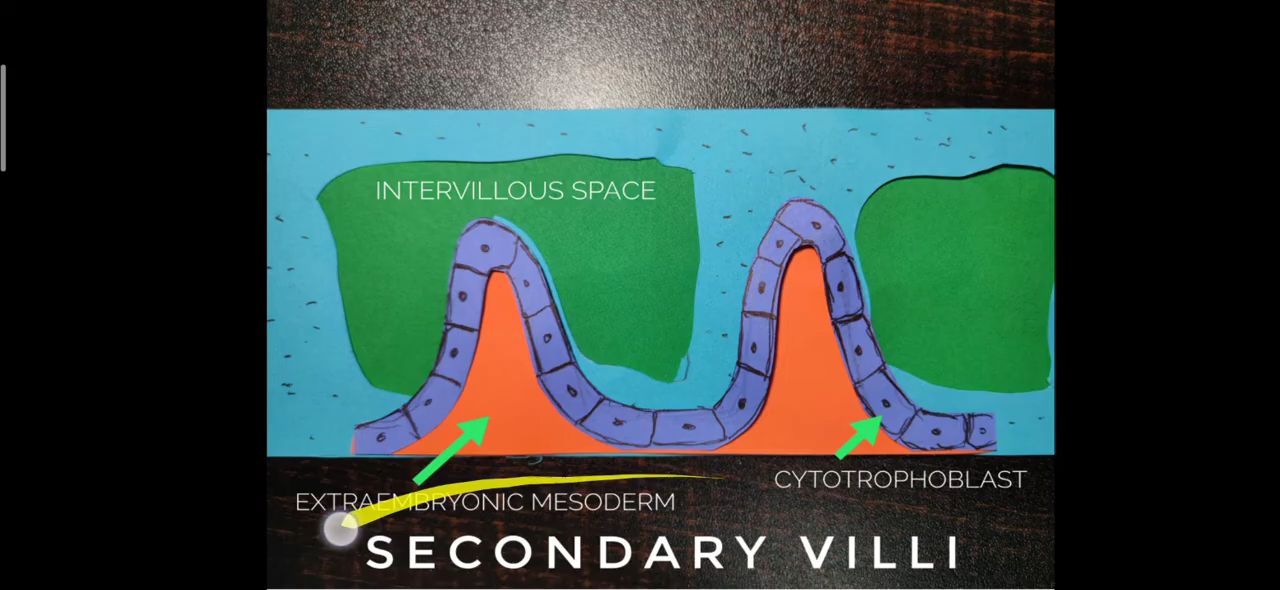 INTERVILLOUS SPACE
CYTOTROPHOBLAST
EXTRAEMBRYONIC MESODERM
SECONDARY VILLI